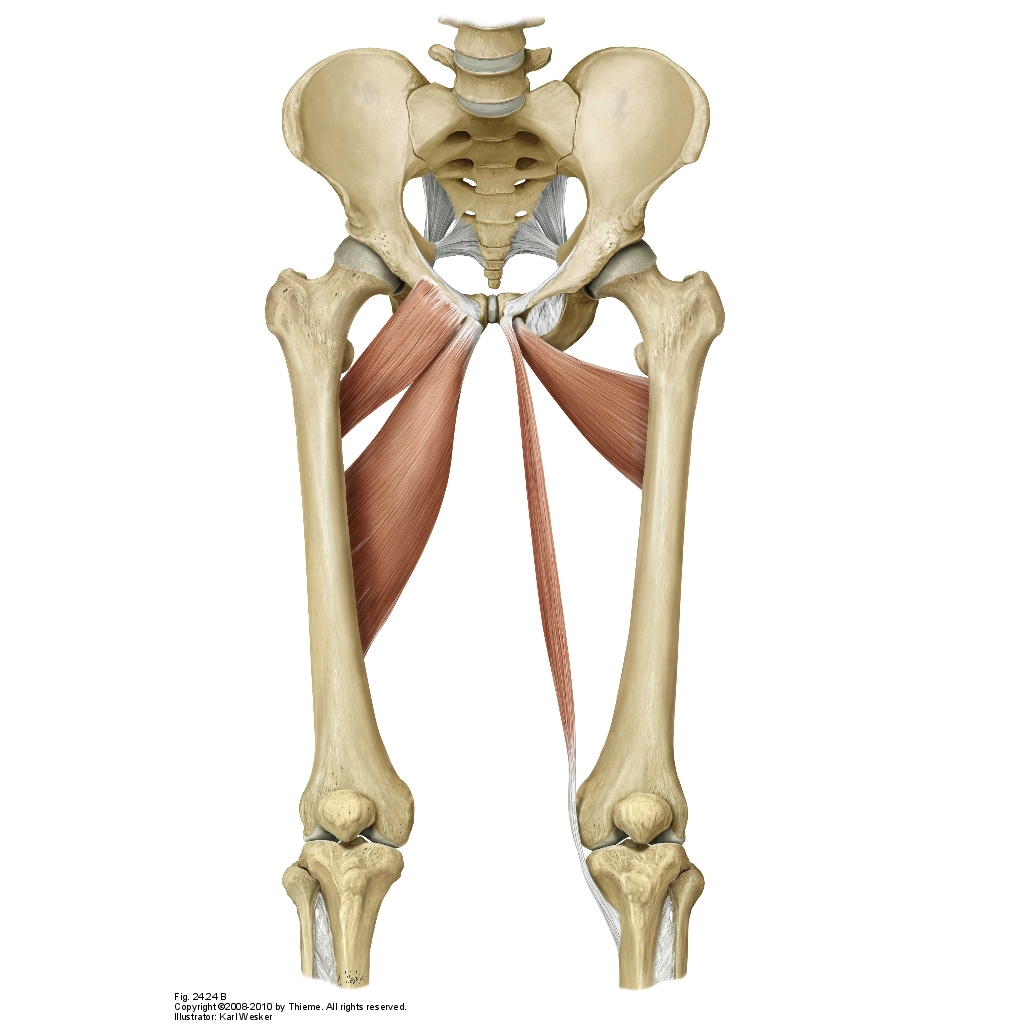 Fig. 24.24 B
Copyright ©2008-2010 by Thieme. All rights reserved.
Illustrator: Karl Wesker